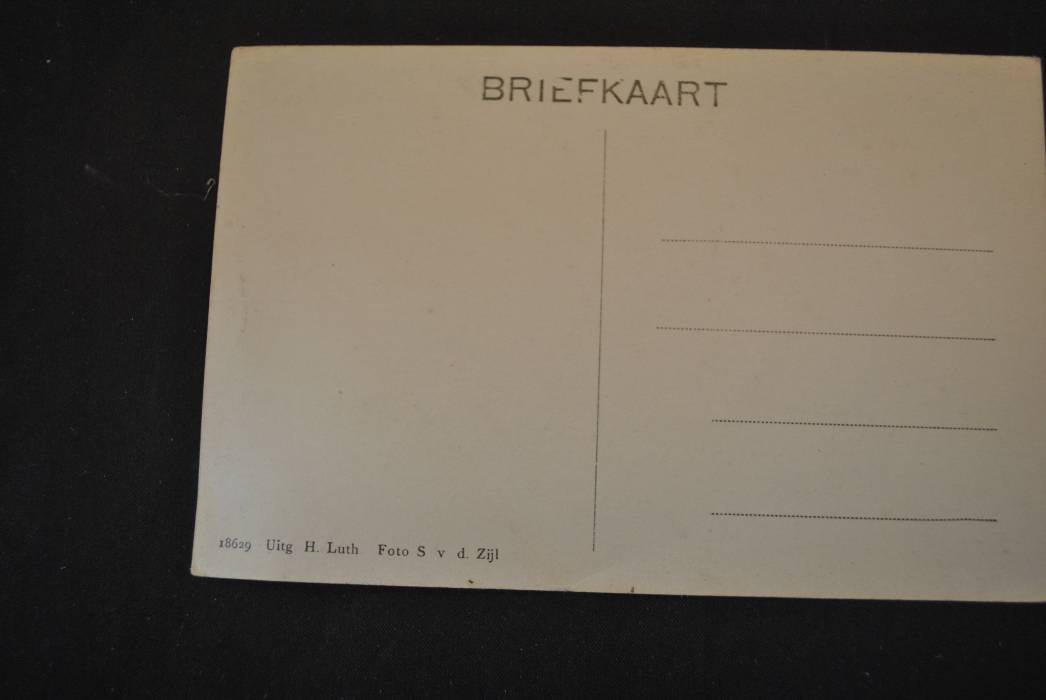 BRIEFKAART
18629 Uitg H. Luth Foto S v d. Zijl